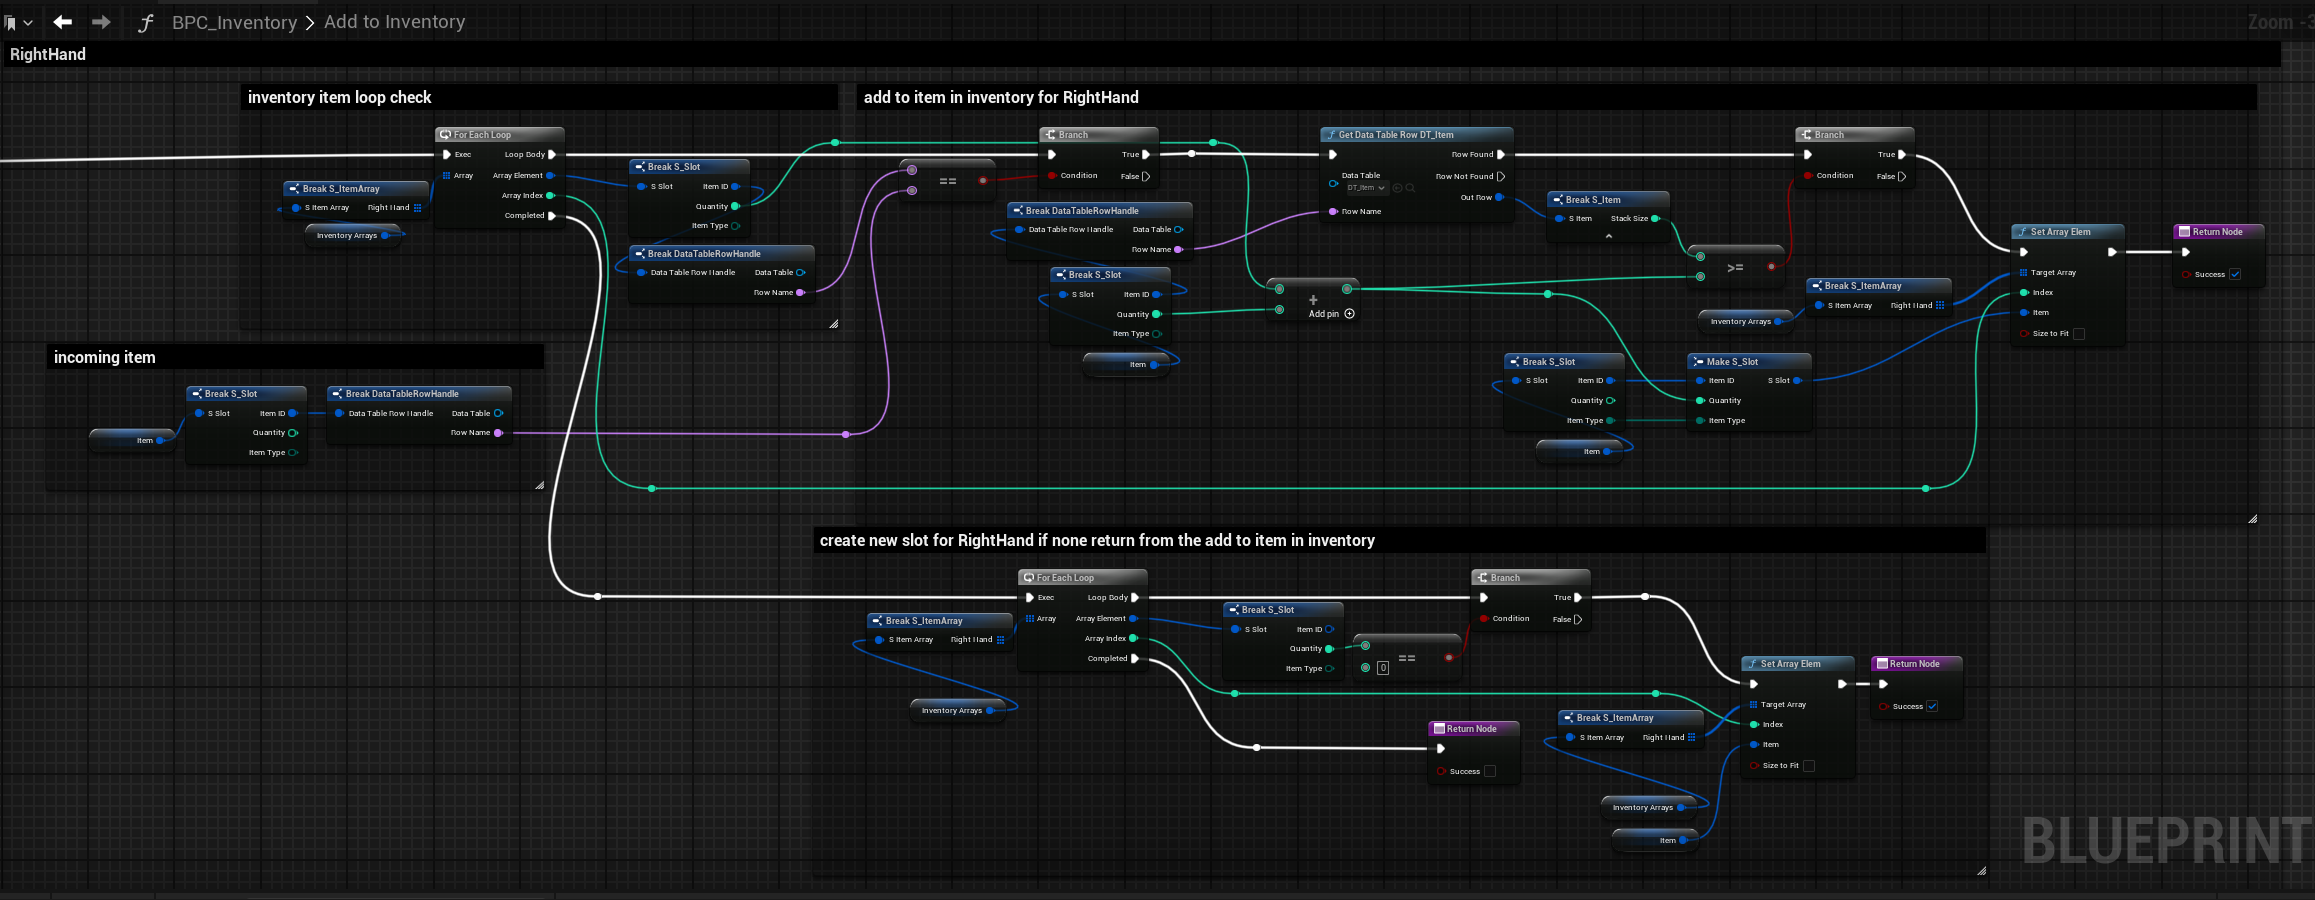 BPC_Inventory > Add to Inventory
Zoom -3
RightHand
inventory item loop check
For Each Loop
Exec
Loop Body
Array
Array Element
Array Index
Completed
Break S_ItemArray
S Item Array
Right Hand
Inventory Arrays
Break S_Slot
S Slot
Item ID
Quantity
Item Type
Break DataTableRowHandle
Data Table Row Handle
Data Table
Row Name
incoming item
Break S_Slot
S Slot
Item ID
Quantity
Item Type
Item
Break DataTableRowHandle
Data Table Row Handle
Data Table
Row Name
add to item in inventory for RightHand
==
Branch
True
Condition
False
Break DataTableRowHandle
Data Table Row Handle
Data Table
Row Name
Break S_Slot
S Slot
Item ID
Quantity
Item Type
Item
+
Add pin
Get Data Table Row DT_Item
Row Found
Data Table
DT_Item
Row Not Found
Out Row
Row Name
Break S_Item
S Item
Stack Size
>=
Branch
True
Condition
False
Break S_ItemArray
S Item Array
Right Hand
Inventory Arrays
Break S_Slot
S Slot
Item ID
Quantity
Item Type
Item
Make S_Slot
Item ID
S Slot
Quantity
Item Type
Set Array Elem
Target Array
Index
Item
Size to Fit
Return Node
Success
create new slot for RightHand if none return from the add to item in inventory
For Each Loop
Exec
Loop Body
Array
Array Element
Array Index
Completed
Break S_ItemArray
S Item Array
Right Hand
Inventory Arrays
Break S_Slot
S Slot
Item ID
Quantity
Item Type
==
0
Branch
True
Condition
False
Return Node
Success
Break S_ItemArray
S Item Array
Right Hand
Inventory Arrays
Item
Set Array Elem
Target Array
Index
Item
Size to Fit
Return Node
Success
BLUEPRINT